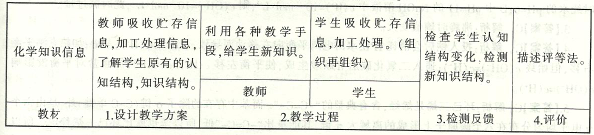 化学知识信息
教师吸收贮存信
息,加工处理信息,
了解学生原有的认
知结构,知识结构。
利用各种教学手
段,给学生新知识。
学生吸收贮存信
息,加工处理。(组
织再组织)
检查学生认知
结构变化、检测
新知识结构。
描述评等法。
教师
学生
教材
1.设计教学方案
2.教学过程
3.检测反馈
4.评价